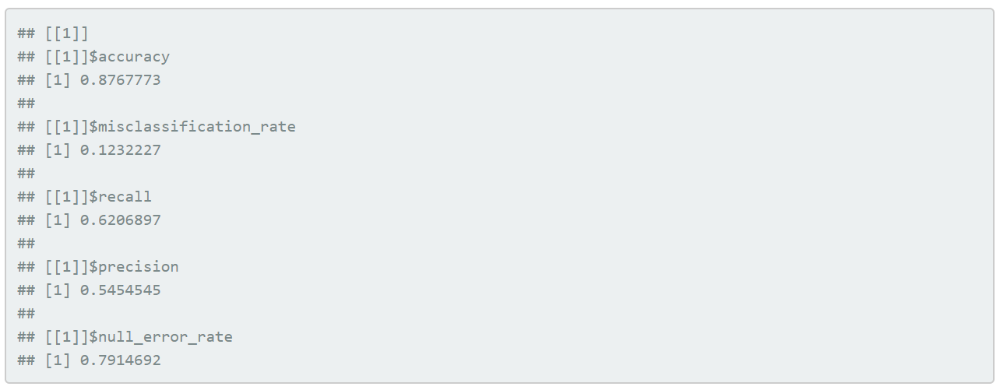 ## [[1]]
## [[1]]$accuracy
## [1] 0.8767773
##
## [[1]]$misclassification_rate
## [1] 0.1232227
##
## [[1]]$recall
## [1] 0.6206897
##
## [[1]]$precision
## [1] 0.5454545
##
## [[1]]$null_error_rate
## [1] 0.7914692